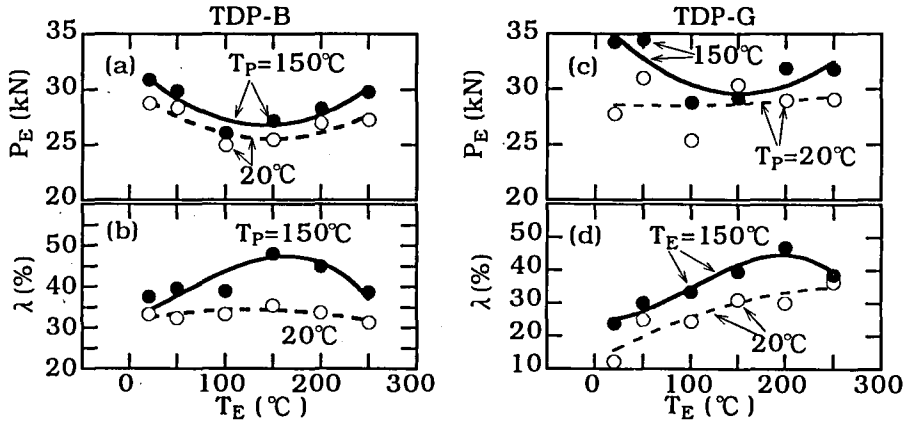 TDP-B
TDP-G
35
30
25
20
P_E (kN)
(a)
T_P=150℃
20℃
35
30
25
20
P_E (kN)
(c)
150℃
T_P=20℃
50
40
30
20
λ (%)
(b)
T_P=150℃
20℃
50
40
30
20
10
λ (%)
(d)
T_E=150℃
20℃
0 100 200 300
T_E (℃)
0 100 200 300
T_E (℃)